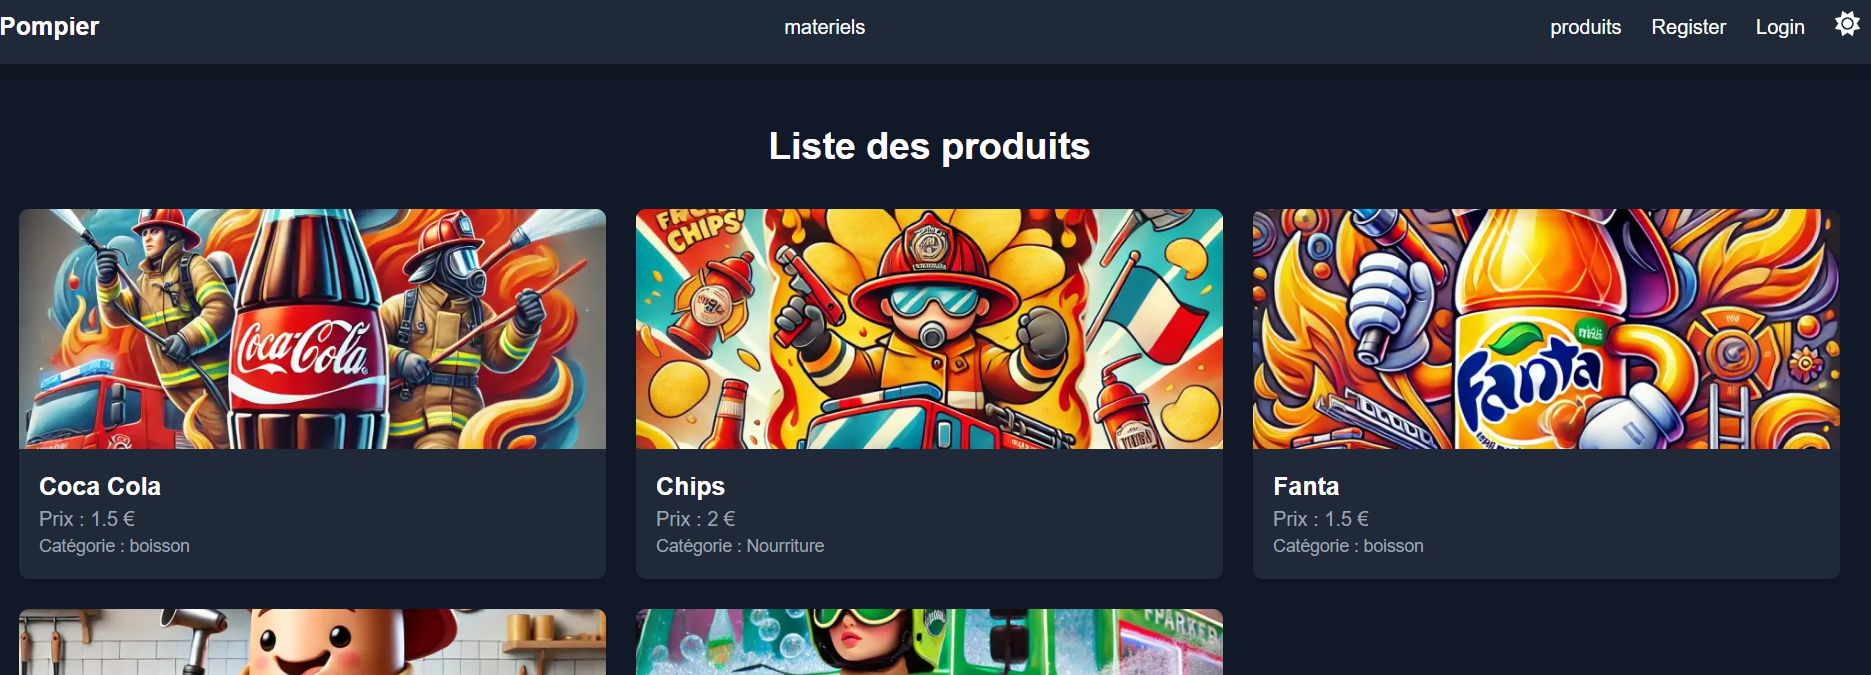 Pompier
materiels
produits
Register
Login
Liste des produits
CHIPS!
Coca-Cola
Fanta
Coca Cola
Prix : 1.5 €
Catégorie : boisson
Chips
Prix : 2 €
Catégorie : Nourriture
Fanta
Prix : 1.5 €
Catégorie : boisson